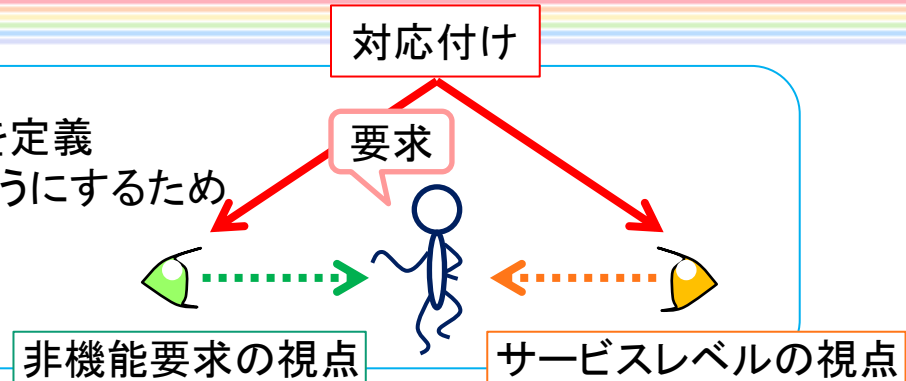 対応付け
を定義
要求
うにするため
非機能要求の視点
サービスレベルの視点